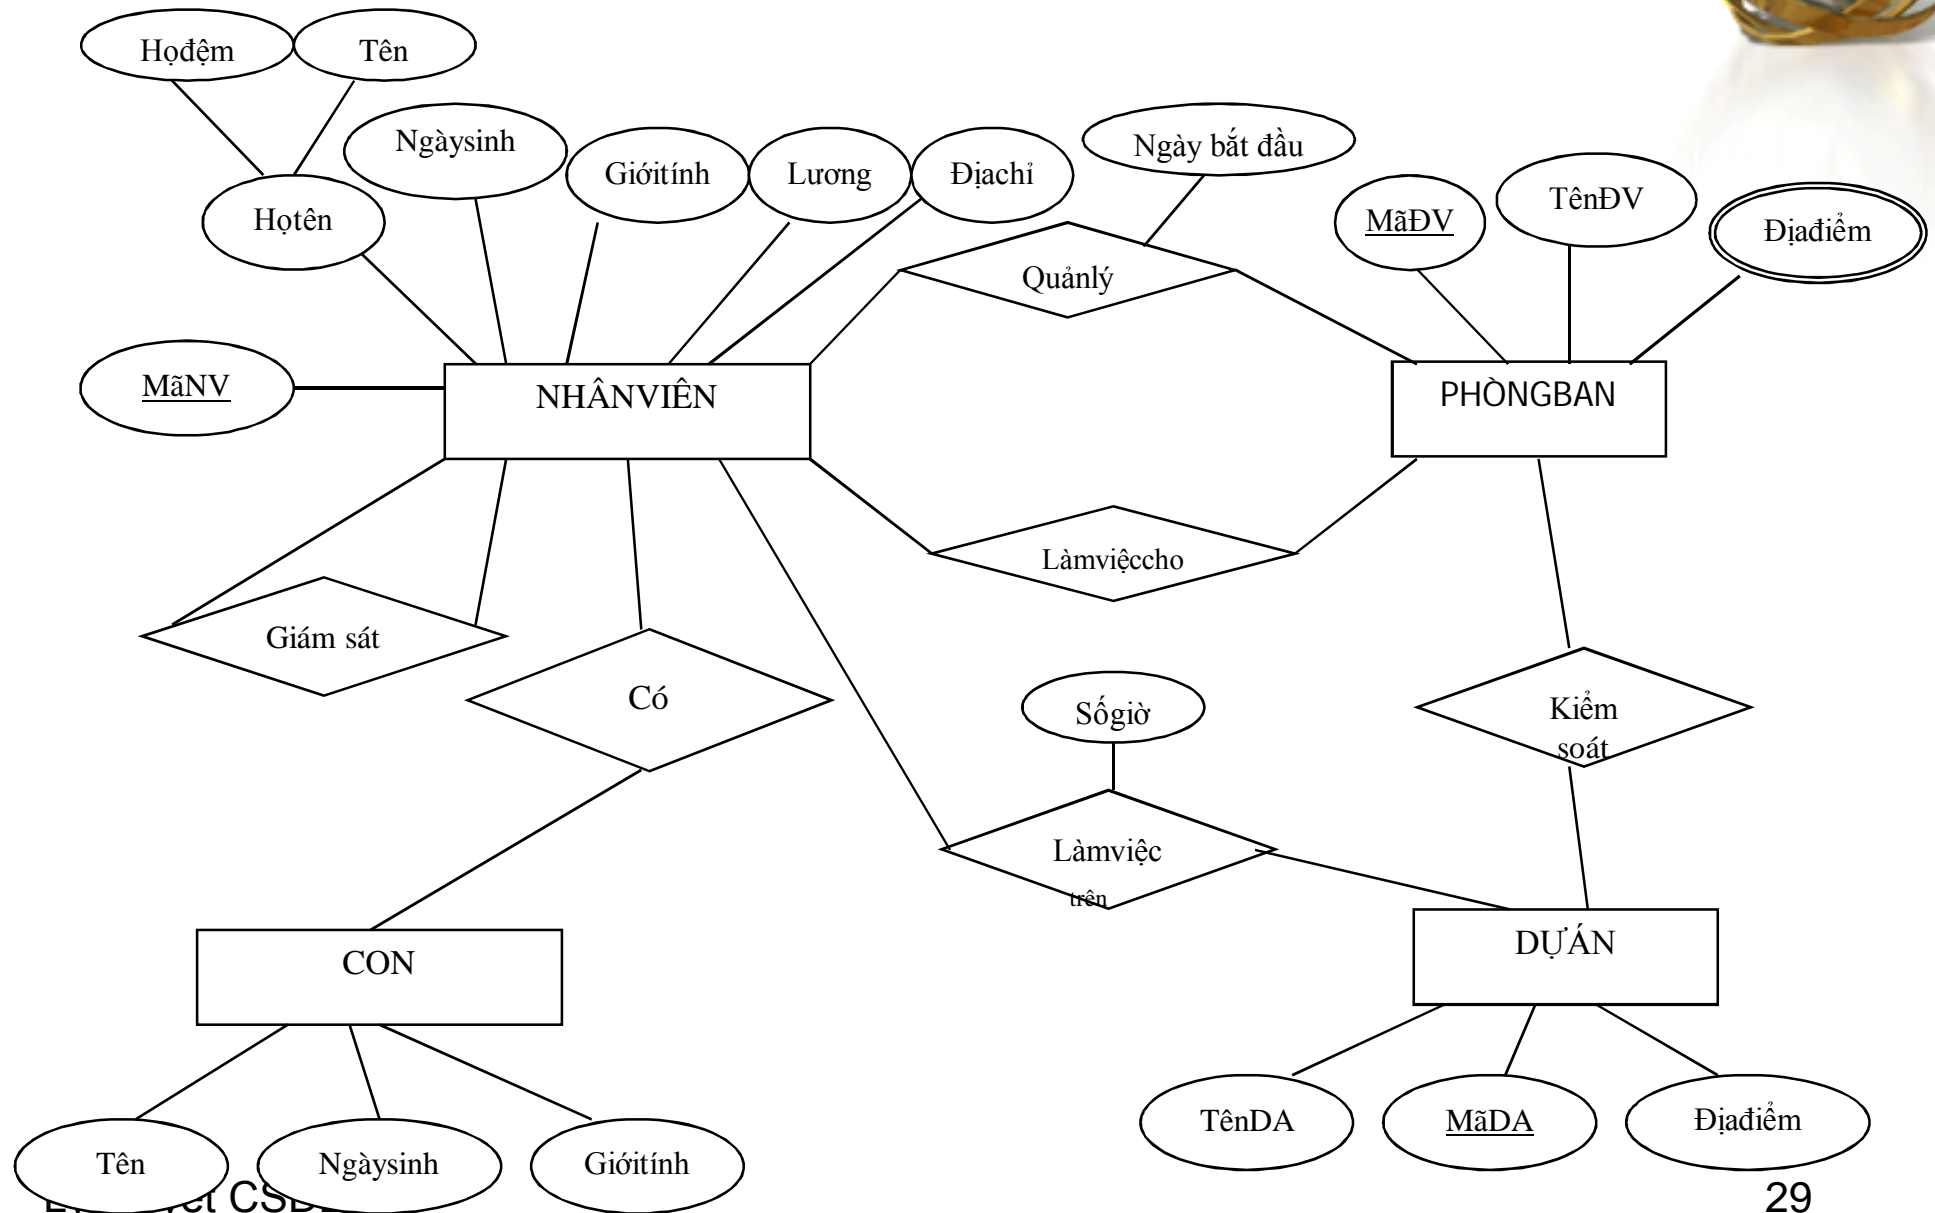 Họđệm
Tên
Ngàysinh
Giớitính
Lương
Địachỉ
Ngày bắt đầu
Họtên
MãĐV
TênĐV
Địađiểm
Quảnlý
MãNV
NHÂNVIÊN
PHÒNGBAN
Làmviệccho
Giám sát
Có
Sốgiờ
Kiểm
soát
Làmviệc
trên
CON
DỰÁN
TênDA
MãDA
Địađiểm
Tên
Ngàysinh
Giớitính
29